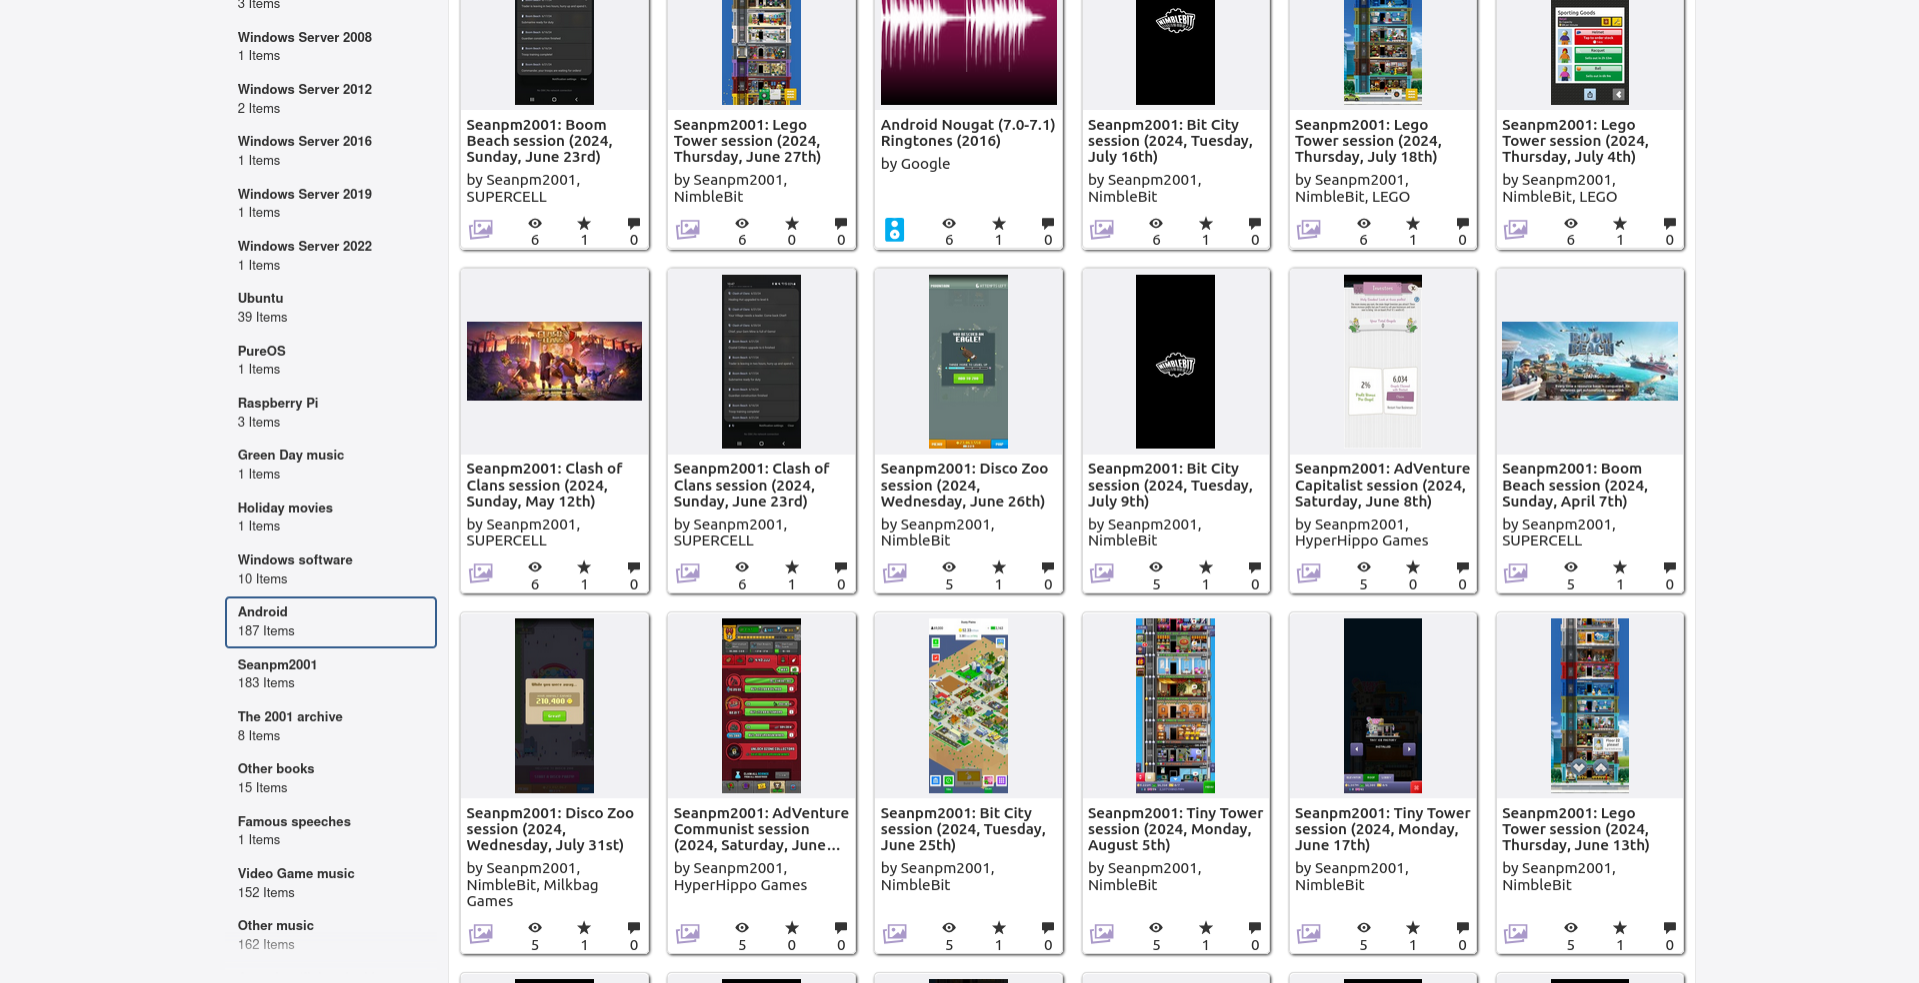 3 Items
Windows Server 2008
1 Items
Windows Server 2012
2 Items
Windows Server 2016
1 Items
Windows Server 2019
1 Items
Windows Server 2022
1 Items
Ubuntu
39 Items
PureOS
1 Items
Raspberry Pi
3 Items
Green Day music
1 Items
Holiday movies
1 Items
Windows software
10 Items
Android
187 Items
Seanpm2001
183 Items
The 2001 archive
8 Items
Other books
15 Items
Famous speeches
1 Items
Video Game music
152 Items
Other music
162 Items
NIMBLEBIT
Sporting Goods
Seanpm2001: Boom
Beach session (2024,
Sunday, June 23rd)
by Seanpm2001,
SUPERCELL
6 1 0
Seanpm2001: Lego
Tower session (2024,
Thursday, June 27th)
by Seanpm2001,
NimbleBit
6 0 0
Android Nougat (7.0-7.1)
Ringtones (2016)
by Google
6 1 0
Seanpm2001: Bit City
session (2024, Tuesday,
July 16th)
by Seanpm2001,
NimbleBit
6 1 0
Seanpm2001: Lego
Tower session (2024,
Thursday, July 18th)
by Seanpm2001,
NimbleBit, LEGO
6 1 0
Seanpm2001: Lego
Tower session (2024,
Thursday, July 4th)
by Seanpm2001,
NimbleBit, LEGO
6 1 0
Seanpm2001: Clash of
Clans session (2024,
Sunday, May 12th)
by Seanpm2001,
SUPERCELL
6 1 0
Seanpm2001: Clash of
Clans session (2024,
Sunday, June 23rd)
by Seanpm2001,
SUPERCELL
6 1 0
EAGLE!
Seanpm2001: Disco Zoo
session (2024,
Wednesday, June 26th)
by Seanpm2001,
NimbleBit
5 1 0
NIMBLEBIT
Seanpm2001: Bit City
session (2024, Tuesday,
July 9th)
by Seanpm2001,
NimbleBit
5 1 0
2%
6,034
Seanpm2001: AdVenture
Capitalist session (2024,
Saturday, June 8th)
by Seanpm2001,
HyperHippo Games
5 0 0
BOOM
BEACH
Seanpm2001: Boom
Beach session (2024,
Sunday, April 7th)
by Seanpm2001,
SUPERCELL
5 1 0
While you were away...
210,400
Seanpm2001: Disco Zoo
session (2024,
Wednesday, July 31st)
by Seanpm2001,
NimbleBit, Milkbag
Games
5 1 0
Seanpm2001: AdVenture
Communist session
(2024, Saturday, June...
by Seanpm2001,
HyperHippo Games
5 0 0
Seanpm2001: Bit City
session (2024, Tuesday,
June 25th)
by Seanpm2001,
NimbleBit
5 1 0
Seanpm2001: Tiny Tower
session (2024, Monday,
August 5th)
by Seanpm2001,
NimbleBit
5 1 0
Seanpm2001: Tiny Tower
session (2024, Monday,
June 17th)
by Seanpm2001,
NimbleBit
5 1 0
Seanpm2001: Lego
Tower session (2024,
Thursday, June 13th)
by Seanpm2001,
NimbleBit
5 1 0